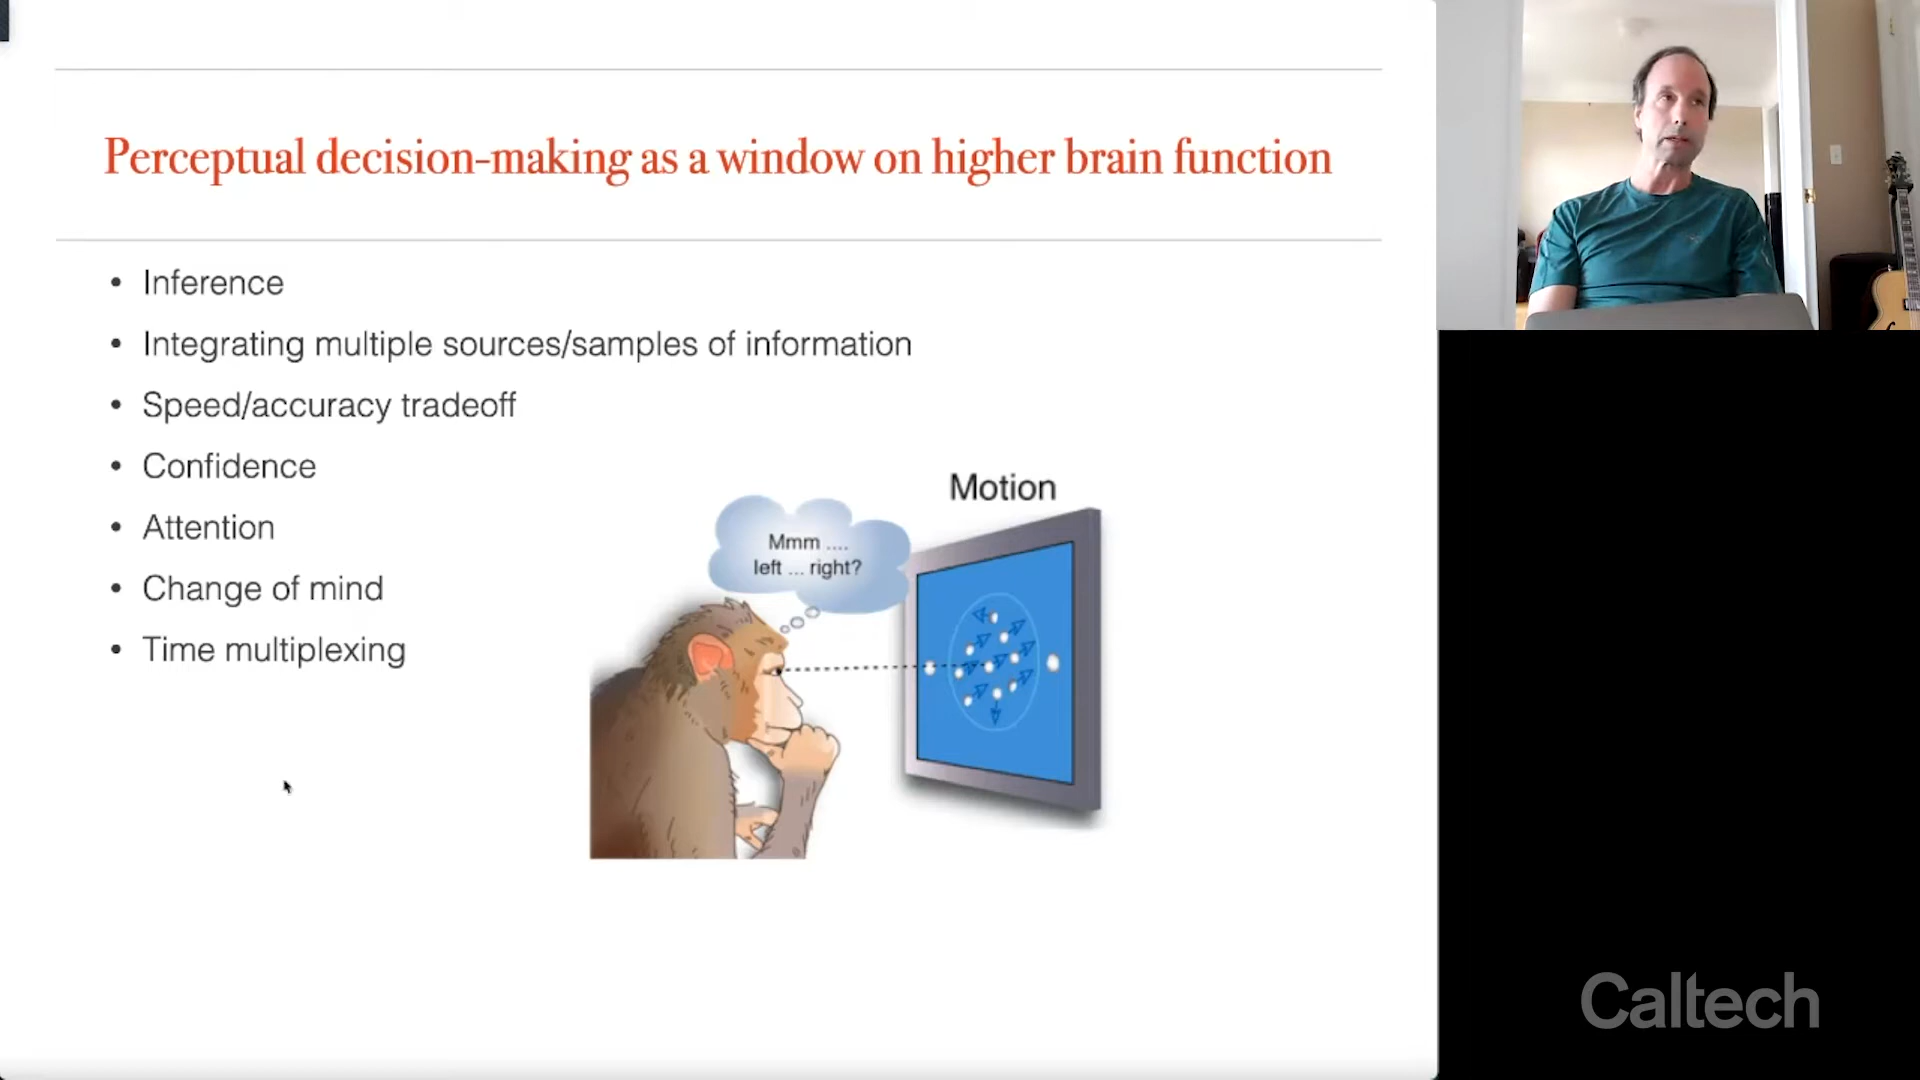 Perceptual decision-making as a window on higher brain function
• Inference
• Integrating multiple sources/samples of information
• Speed/accuracy tradeoff
• Confidence
• Attention
• Change of mind
• Time multiplexing
Motion
Mmm ....
left ... right?
Caltech